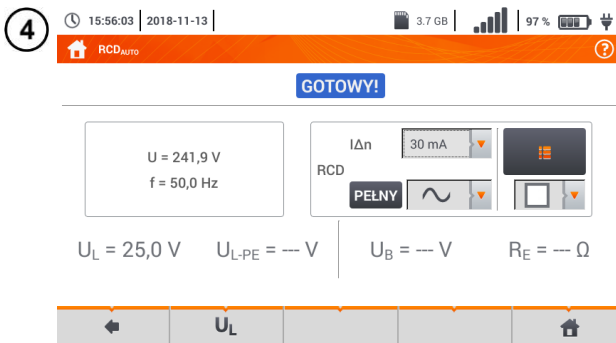 4
15:56:03 2018-11-13 3.7 GB 97 %
RCDAUTO ?
GOTOWY!
U = 241,9 V
f = 50,0 Hz
IΔn 30 mA
RCD
PEŁNY
UL = 25,0 V UL-PE = --- V UB = --- V RE = --- Ω
UL